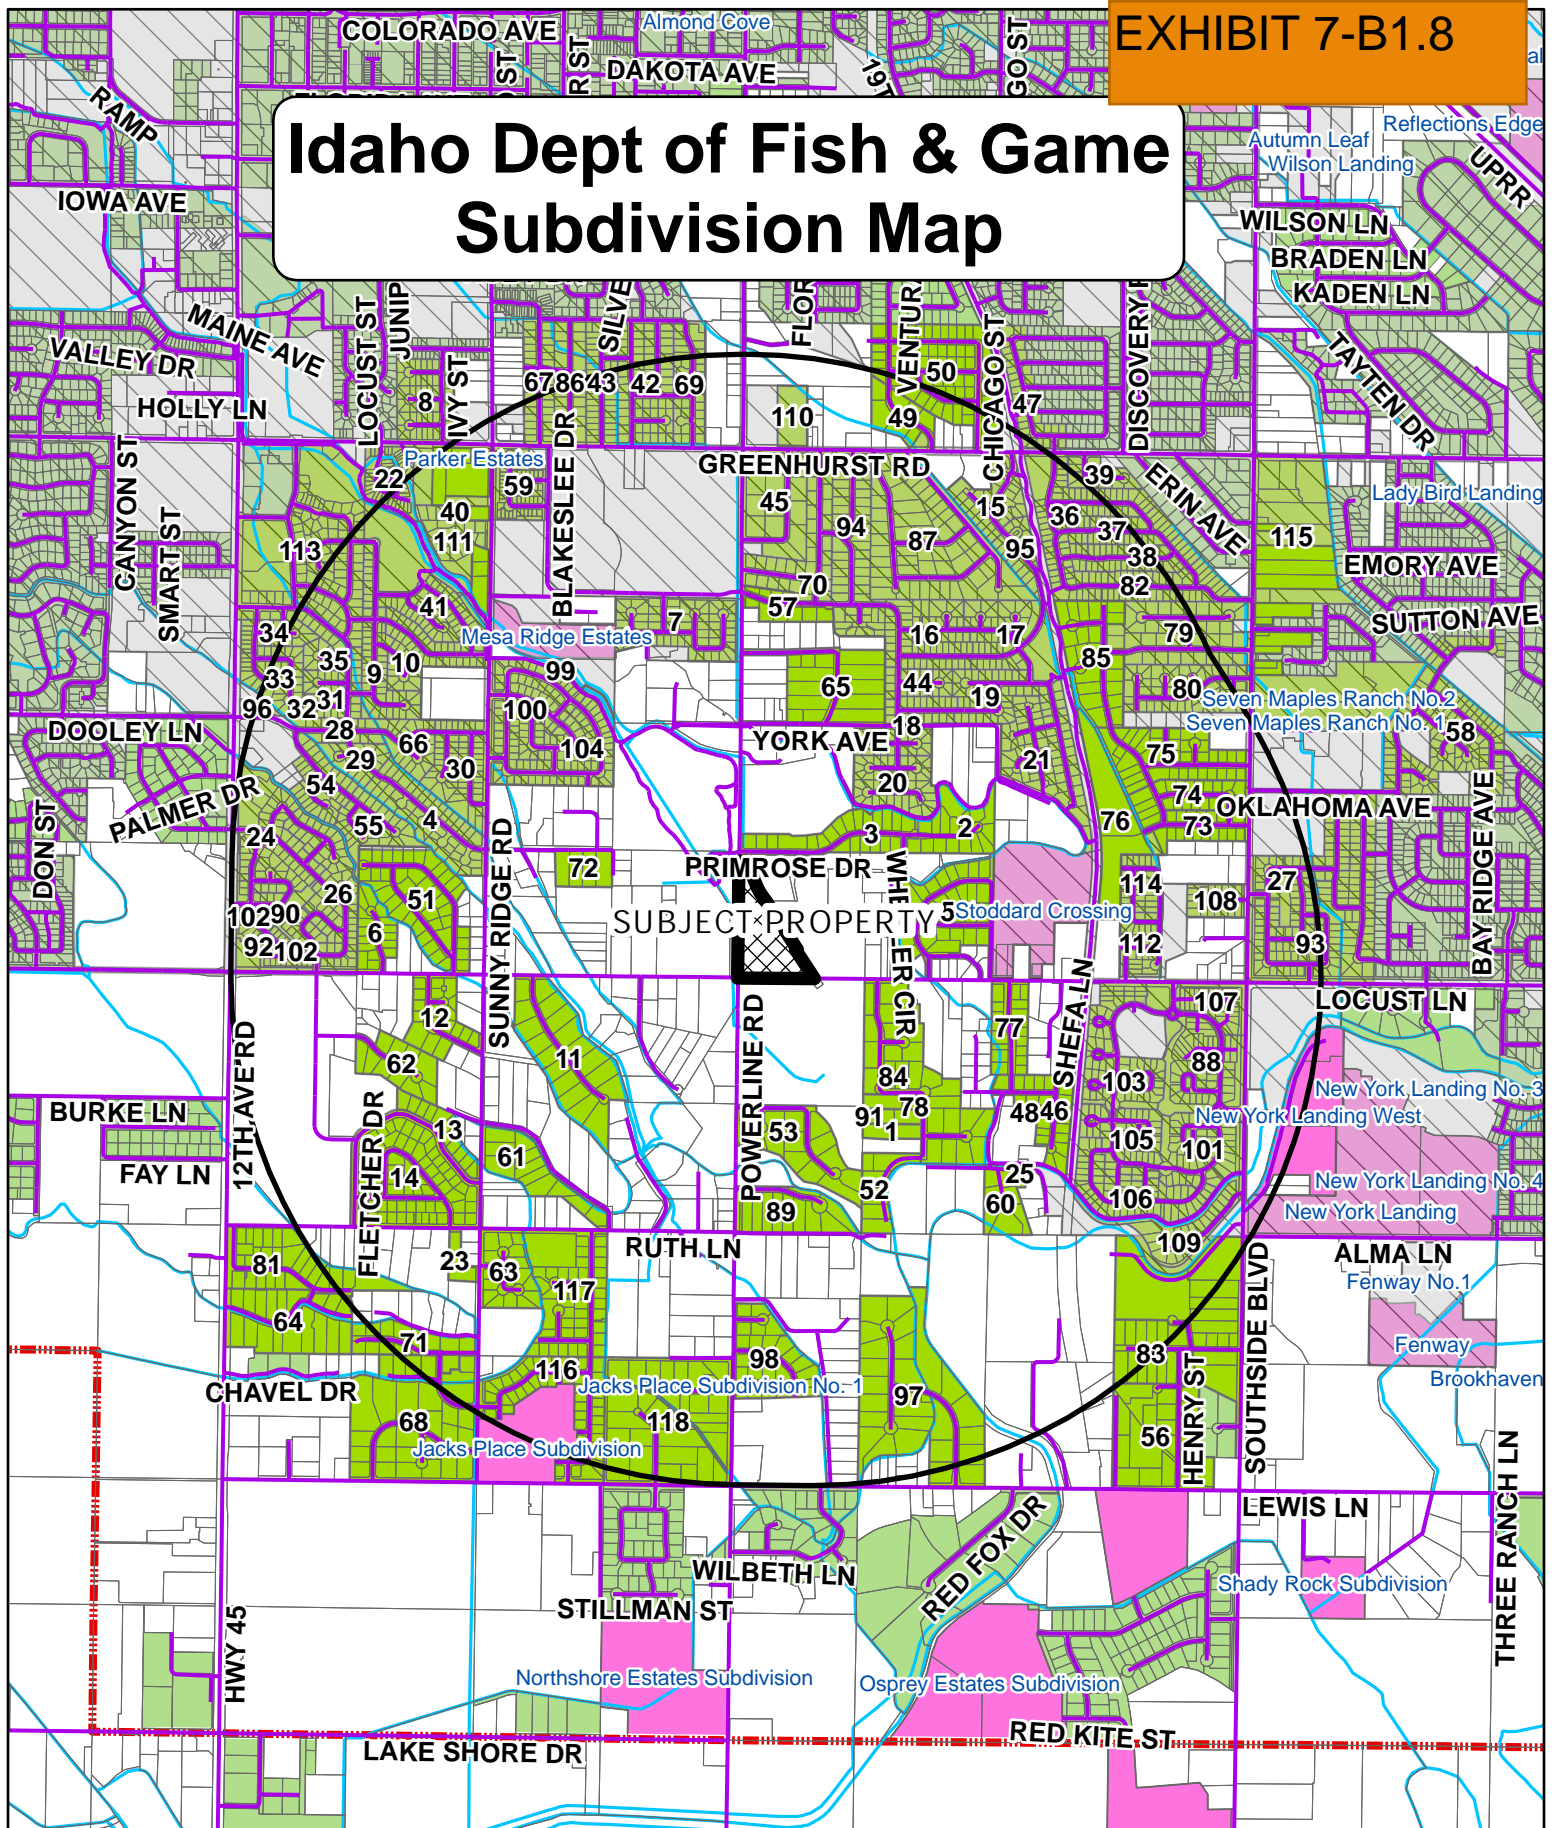 EXHIBIT 7-B1.8
Idaho Dept of Fish & Game
Subdivision Map
COLORADO AVE
Almond Cove
DAKOTA AVE
RAMP
IOWA AVE
Autumn Leaf
Reflections Edge
Wilson Landing
UPRR
WILSON LN
BRADEN LN
KADEN LN
MAINE AVE
VALLEY DR
HOLLY LN
LOCUST ST
IVY ST
CHICAGO ST
TAYTEN DR
8
67
86
43
42
69
110
49
50
47
CANYON ST
SMART ST
22
Parker Estates
59
BLAKESLEE DR
GREENHURST RD
39
ERIN AVE
Lady Bird Landing
40
111
45
94
87
15
95
36
37
38
82
115
EMORY AVE
SUTTON AVE
113
41
70
57
7
Mesa Ridge Estates
16
17
79
85
34
35
33
9
10
99
65
44
19
80
Seven Maples Ranch No.2
Seven Maples Ranch No. 1
96
32
31
28
100
104
DOOLEY LN
YORK AVE
18
21
75
58
29
66
30
20
PALMER DR
54
DON ST
55
4
24
3
2
76
74
73
OKLAHOMA AVE
BAY RIDGE AVE
PRIMROSE DR
72
SUNNY RIDGE RD
26
51
6
102
90
92
102
SUBJECT PROPERTY
5
Stoddard Crossing
114
108
27
112
93
12
11
62
POWERLINE RD
77
SHEFA LN
107
LOCUST LN
88
103
84
78
91
1
48
46
New York Landing No. 3
New York Landing West
BURKE LN
FAY LN
FLETCHER DR
13
14
61
53
52
89
25
60
105
101
106
109
New York Landing No. 4
New York Landing
RUTH LN
ALMA LN
Fenway No.1
Fenway
Brookhaven
81
23
63
117
64
71
116
98
97
83
HENRY ST
SOUTHSIDE BLVD
CHAVEL DR
Jacks Place Subdivision No. 1
68
118
56
Jacks Place Subdivision
LEWIS LN
THREE RANCH LN
WILBETH LN
RED FOX DR
Shady Rock Subdivision
STILLMAN ST
HWY 45
Northshore Estates Subdivision
Osprey Estates Subdivision
RED KITE ST
LAKE SHORE DR